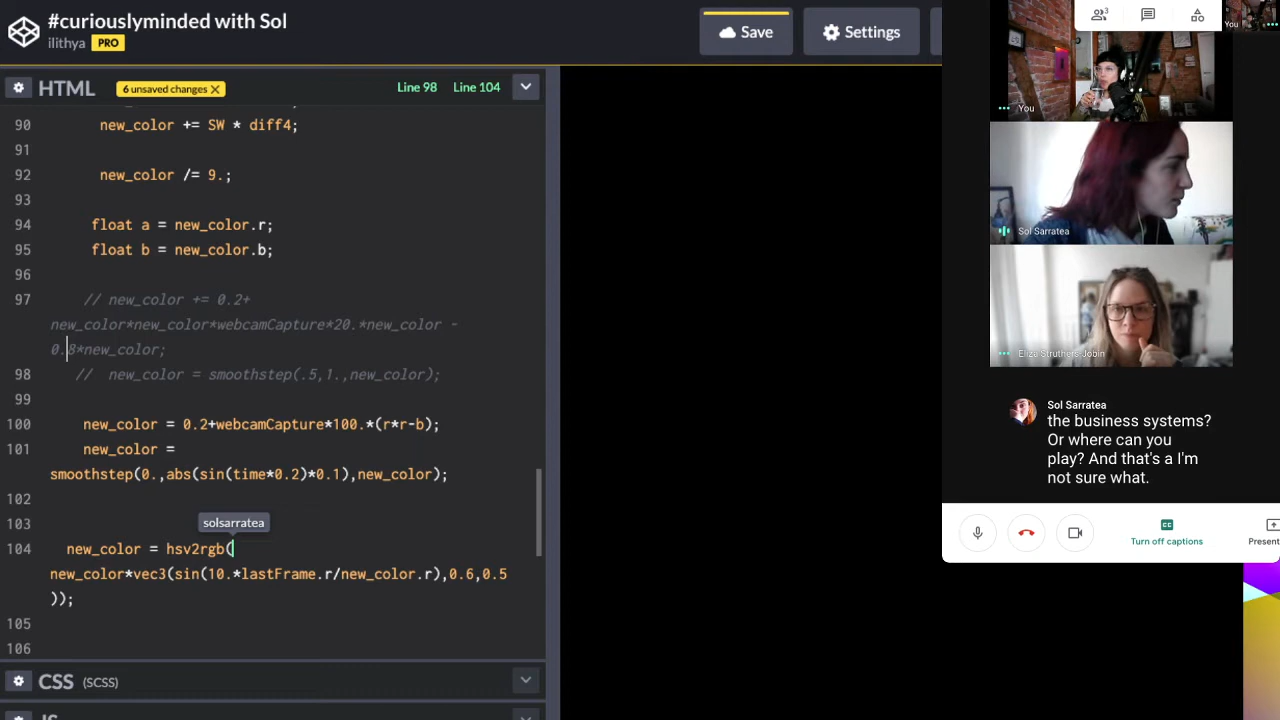 #curiouslyminded with Sol
ilithya PRO
Save
Settings
HTML
6 unsaved changes X
Line 98 Line 104
90 new_color += SW * diff4;
91
92 new_color /= 9.;
93
94 float a = new_color.r;
95 float b = new_color.b;
96
97 // new_color += 0.2+
new_color*new_color*webcamCapture*20.*new_color -
0.8*new_color;
98 // new_color = smoothstep(.5,1.,new_color);
99
100 new_color = 0.2+webcamCapture*100.*(r*r-b);
101 new_color =
smoothstep(0.,abs(sin(time*0.2)*0.1),new_color);
102
103
solsarratea
104 new_color = hsv2rgb(
new_color*vec3(sin(10.*lastFrame.r/new_color.r),0.6,0.5
));
105
106
CSS (SCSS)
JS
3
You
You
Sol Sarratea
Eliza Struthers-Jobin
Sol Sarratea
the business systems?
Or where can you
play? And that's a I'm
not sure what.
CC
Turn off captions
Present